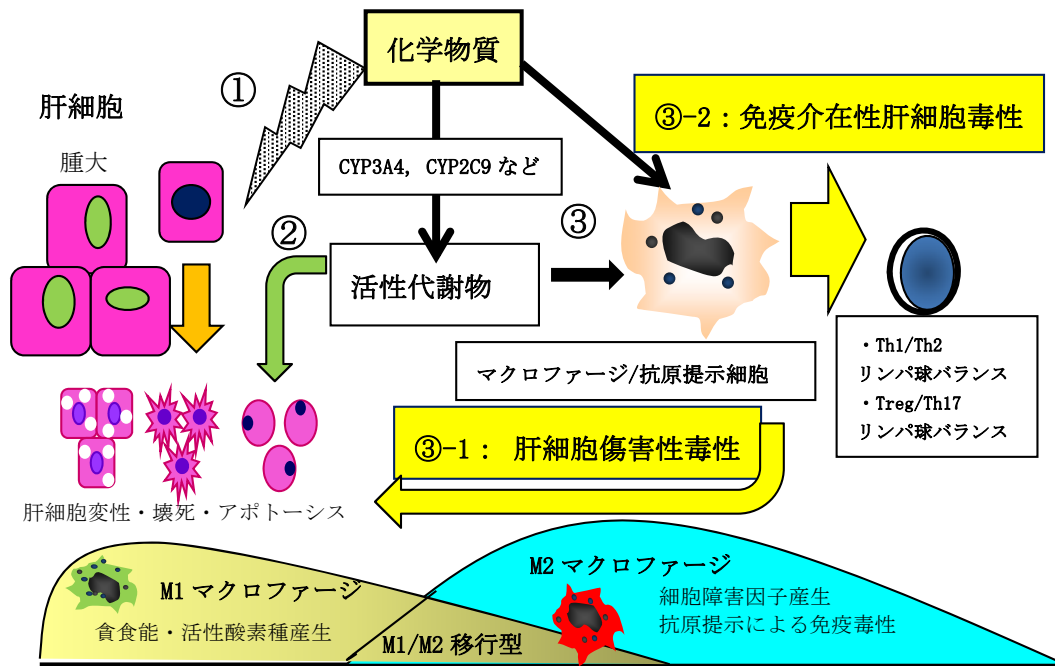 化学物質
①
肝細胞
③-2：免疫介在性肝細胞毒性
腫大
CYP3A4, CYP2C9 など
②
③
活性代謝物
・Th1/Th2
リンパ球バランス
・Treg/Th17
リンパ球バランス
マクロファージ/抗原提示細胞
③-1： 肝細胞傷害性毒性
肝細胞変性・壊死・アポトーシス
M1 マクロファージ
貪食能・活性酸素種産生
M1/M2 移行型
M2 マクロファージ
細胞障害因子産生
抗原提示による免疫毒性